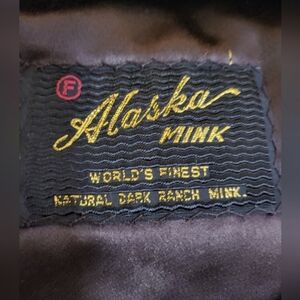 F
Alaska
MINK
WORLD'S FINEST
NATURAL DARK RANCH MINK.